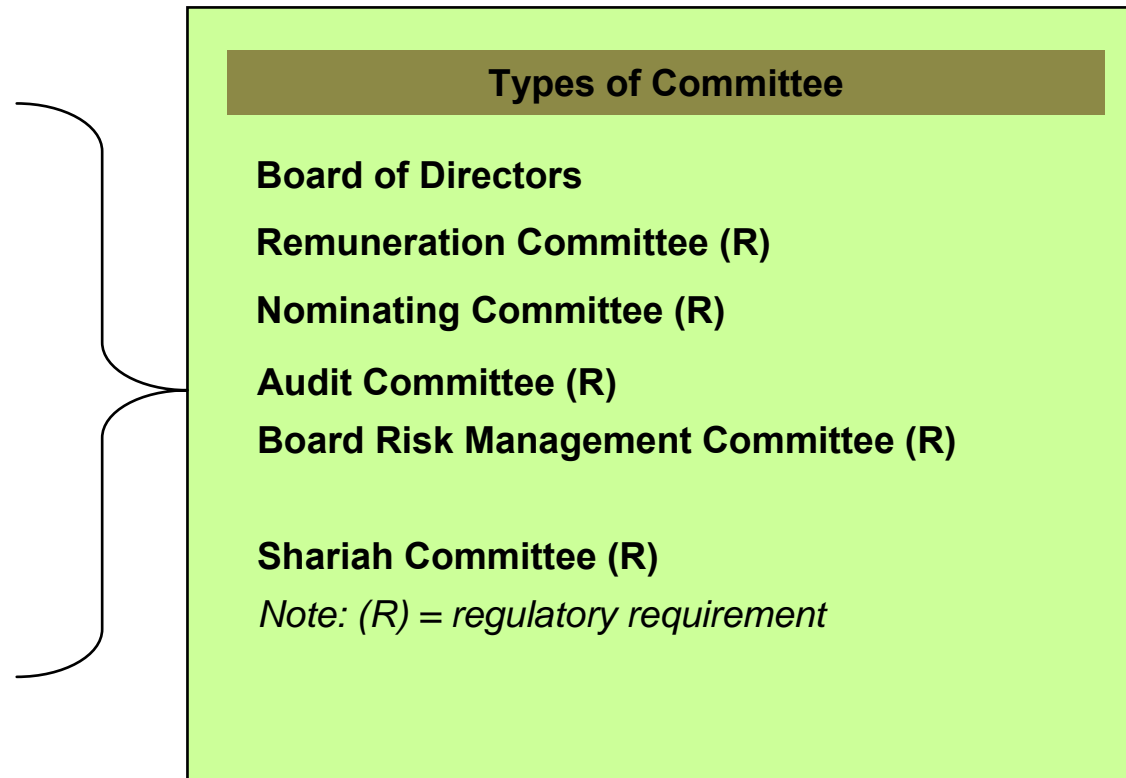 Types of Committee
Board of Directors
Remuneration Committee (R)
Nominating Committee (R)
Audit Committee (R)
Board Risk Management Committee (R)
Shariah Committee (R)
Note: (R) = regulatory requirement